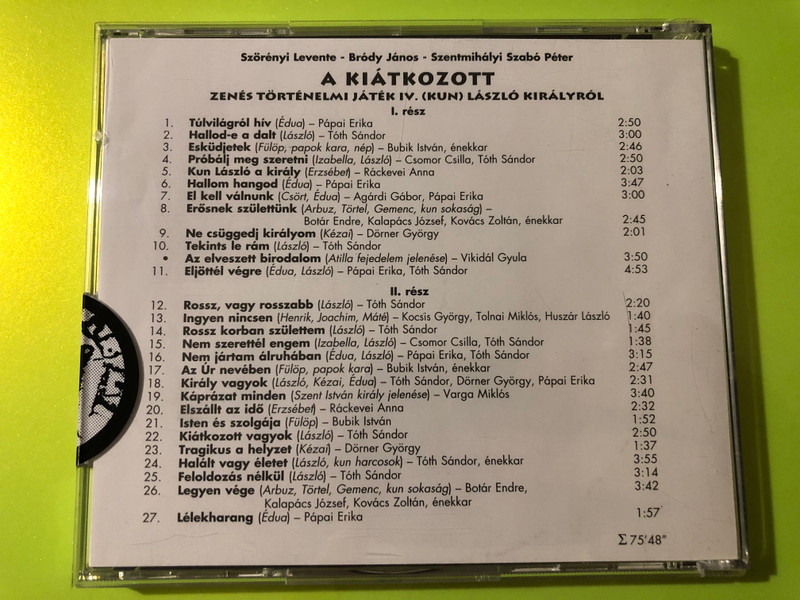 Szörényi Levente - Bródy János - Szentmihályi Szabó Péter
A KIÁTKOZOTT
ZENÉS TÖRTÉNELMI JÁTÉK IV. (KUN) LÁSZLÓ KIRÁLYRÓL
I. rész
1. Túlvilágról hív (Édua) – Pápai Erika 2:50
2. Hallod-e a dalt (László) – Tóth Sándor 3:00
3. Esküdjetek (Fülöp, papok kara, nép) – Bubik István, énekkar 2:46
4. Próbálj meg szeretni (Izabella, László) – Csomor Csilla, Tóth Sándor 2:50
5. Kun László a király (Erzsébet) – Ráckevei Anna 2:03
6. Hallom hangod (Édua) – Pápai Erika 3:47
7. El kell válnunk (Csört, Édua) – Agárdi Gábor, Pápai Erika 3:00
8. Erősnek születtünk (Arbuz, Törtel, Gemenc, kun sokaság) –
Botár Endre, Kalapács József, Kovács Zoltán, énekkar 2:45
9. Ne csüggedj királyom (Kézai) – Dörner György 2:01
10. Tekints le rám (László) – Tóth Sándor
• Az elveszett birodalom (Atilla fejedelem jelenése) – Vikidál Gyula 3:50
11. Eljöttél végre (Édua, László) – Pápai Erika, Tóth Sándor 4:53
II. rész
12. Rossz, vagy rosszabb (László) – Tóth Sándor 2:20
13. Ingyen nincsen (Henrik, Joachim, Máté) – Kocsis György, Tolnai Miklós, Huszár László 1:40
14. Rossz korban születtem (László) – Tóth Sándor 1:45
15. Nem szerettél engem (Izabella, László) – Csomor Csilla, Tóth Sándor 1:38
16. Nem jártam álruhában (Édua, László) – Pápai Erika, Tóth Sándor 3:15
17. Az Úr nevében (Fülöp, papok kara) – Bubik István, énekkar 2:47
18. Király vagyok (László, Kézai, Édua) – Tóth Sándor, Dörner György, Pápai Erika 2:31
19. Káprázat minden (Szent István király jelenése) – Varga Miklós 3:40
20. Elszállt az idő (Erzsébet) – Ráckevei Anna 2:32
21. Isten és szolgája (Fülöp) – Bubik István 1:52
22. Kiátkozott vagyok (László) – Tóth Sándor 2:50
23. Tragikus a helyzet (Kézai) – Dörner György 1:37
24. Halált vagy életet (László, kun harcosok) – Tóth Sándor, énekkar 3:55
25. Feloldozás nélkül (László) – Tóth Sándor 3:14
26. Legyen vége (Arbuz, Törtel, Gemenc, kun sokaság) – Botár Endre, 3:42
Kalapács József, Kovács Zoltán, énekkar
27. Lélekharang (Édua) – Pápai Erika 1:57
Σ 75'48"